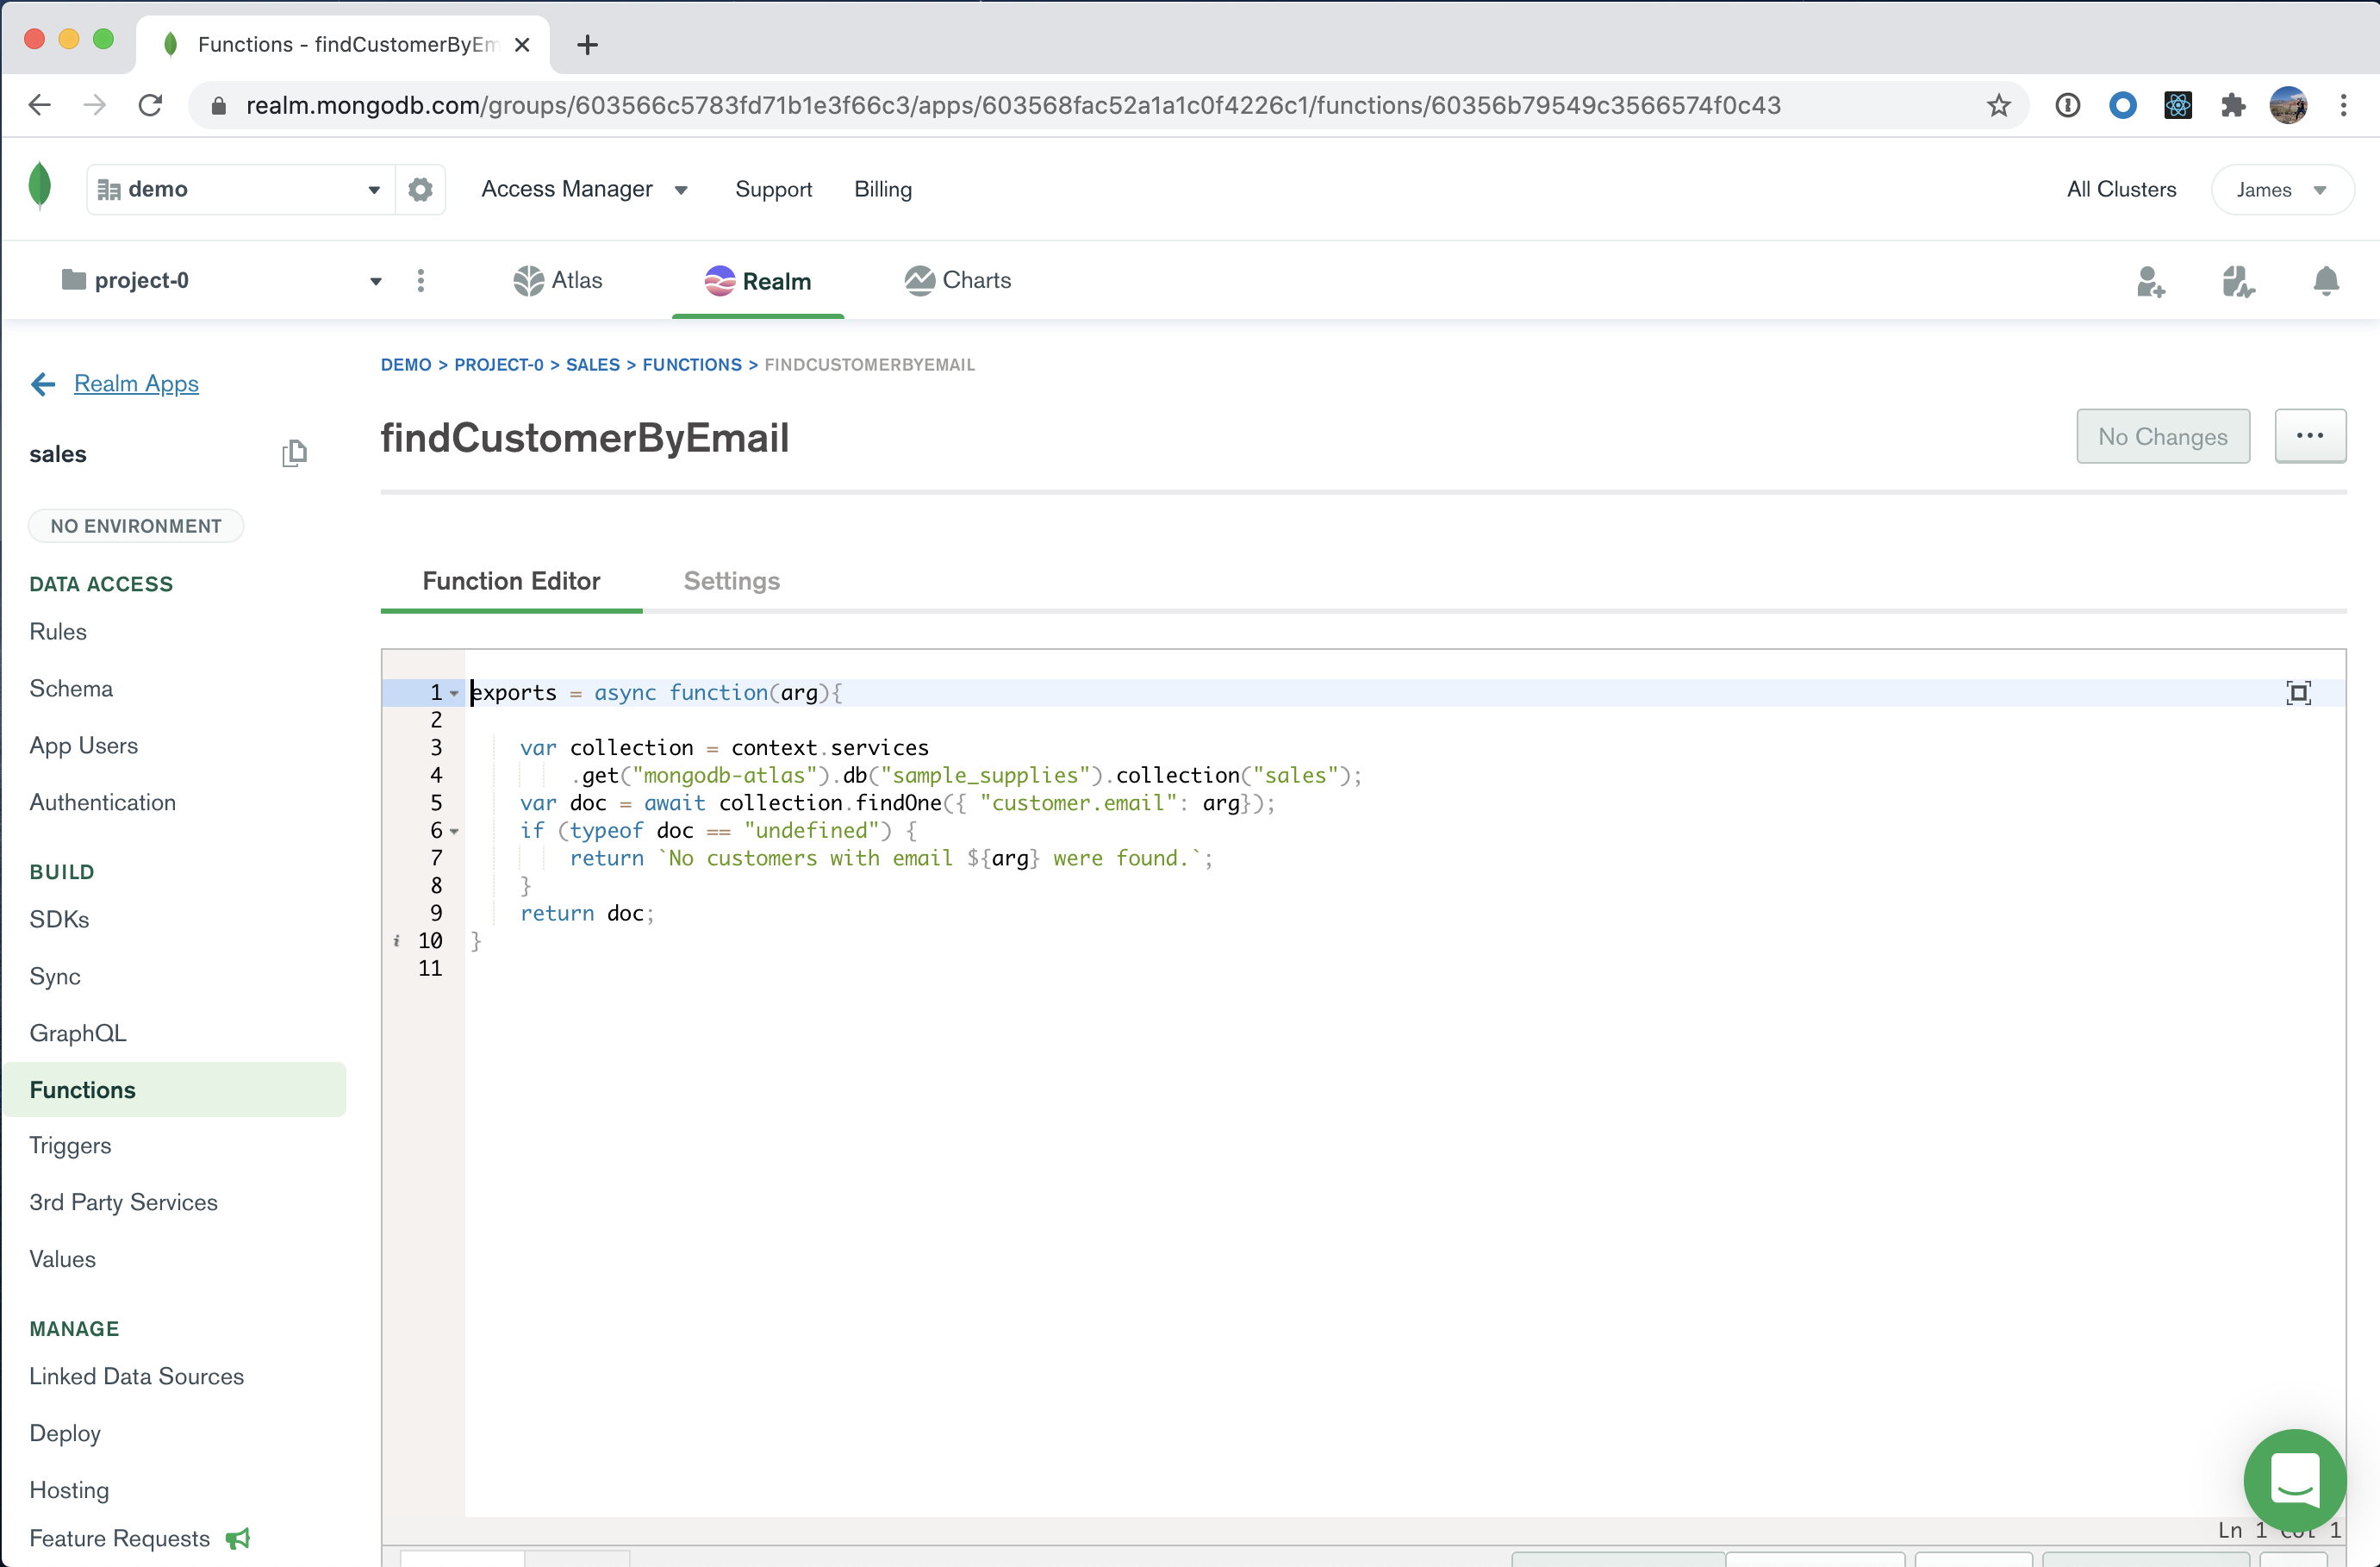 Functions - findCustomerByEm
realm.mongodb.com/groups/603566c5783fd71b1e3f66c3/apps/603568fac52a1a1c0f4226c1/functions/60356b79549c3566574f0c43
demo
Access Manager
Support
Billing
All Clusters
James
project-0
Atlas
Realm
Charts
Realm Apps
sales
NO ENVIRONMENT
DATA ACCESS
Rules
Schema
App Users
Authentication
BUILD
SDKs
Sync
GraphQL
Functions
Triggers
3rd Party Services
Values
MANAGE
Linked Data Sources
Deploy
Hosting
Feature Requests
DEMO > PROJECT-0 > SALES > FUNCTIONS > FINDCUSTOMERBYEMAIL
findCustomerByEmail
No Changes
Function Editor
Settings
1 exports = async function(arg){
2
3 var collection = context.services
4 .get("mongodb-atlas").db("sample_supplies").collection("sales");
5 var doc = await collection.findOne({ "customer.email": arg});
6 if (typeof doc == "undefined") {
7 return `No customers with email ${arg} were found.`;
8 }
9 return doc;
i 10 }
11
Ln 1 Col 1